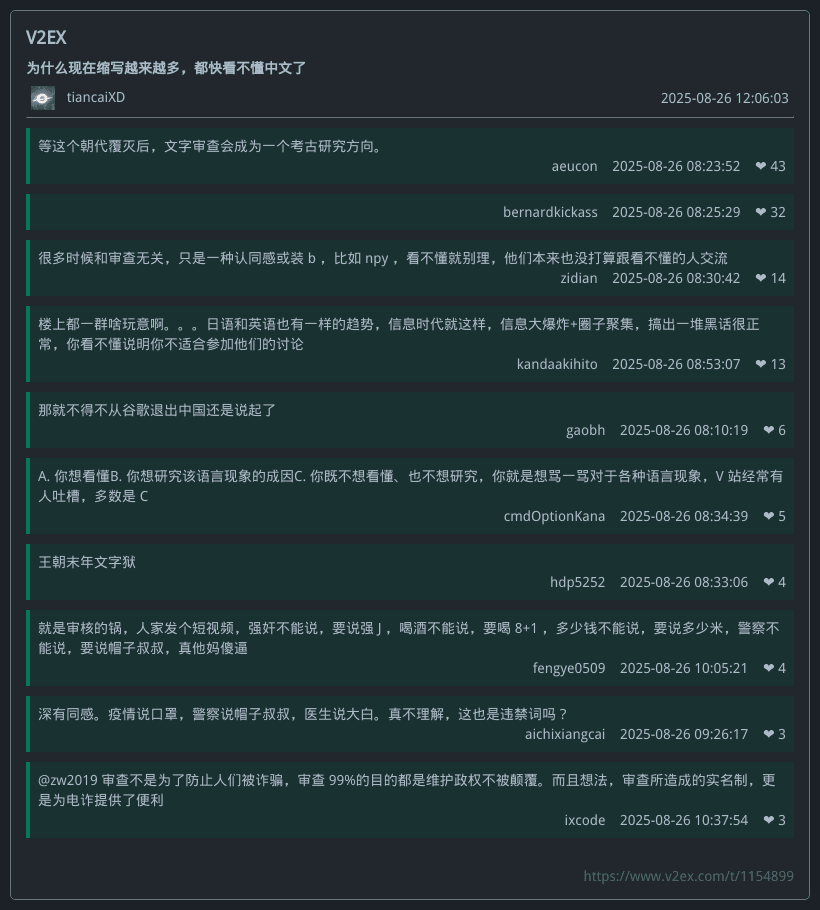 V2EX
为什么现在缩写越来越多，都快看不懂中文了
tiancaiXD 2025-08-26 12:06:03
等这个朝代覆灭后，文字审查会成为一个考古研究方向。
aeucon 2025-08-26 08:23:52 ❤ 43
bernardkickass 2025-08-26 08:25:29 ❤ 32
很多时候和审查无关，只是一种认同感或装 b ，比如 npy ，看不懂就别理，他们本来也没打算跟看不懂的人交流
zidian 2025-08-26 08:30:42 ❤ 14
楼上都一群啥玩意啊。。。日语和英语也有一样的趋势，信息时代就这样，信息大爆炸+圈子聚集，搞出一堆黑话很正
常，你看不懂说明你不适合参加他们的讨论
kandaakihito 2025-08-26 08:53:07 ❤ 13
那就不得不从谷歌退出中国还是说起了
gaobh 2025-08-26 08:10:19 ❤ 6
A. 你想看懂B. 你想研究该语言现象的成因C. 你既不想看懂、也不想研究，你就是想骂一骂对于各种语言现象，V 站经常有
人吐槽，多数是 C
cmdOptionKana 2025-08-26 08:34:39 ❤ 5
王朝末年文字狱
hdp5252 2025-08-26 08:33:06 ❤ 4
就是审核的锅，人家发个短视频，强奸不能说，要说强 J ，喝酒不能说，要喝 8+1 ，多少钱不能说，要说多少米，警察不
能说，要说帽子叔叔，真他妈傻逼
fengye0509 2025-08-26 10:05:21 ❤ 4
深有同感。疫情说口罩，警察说帽子叔叔，医生说大白。真不理解，这也是违禁词吗？
aichixiangcai 2025-08-26 09:26:17 ❤ 3
@zw2019 审查不是为了防止人们被诈骗，审查 99%的目的都是维护政权不被颠覆。而且想法，审查所造成的实名制，更
是为电诈提供了便利
ixcode 2025-08-26 10:37:54 ❤ 3
https://www.v2ex.com/t/1154899